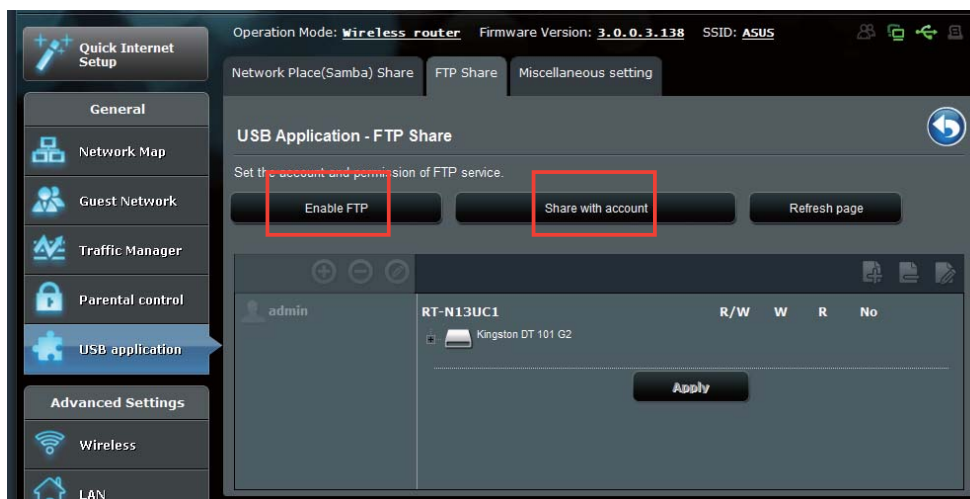 Quick Internet
Setup
Operation Mode: Wireless router Firmware Version: 3.0.0.3.138 SSID: ASUS
Network Place(Samba) Share FTP Share Miscellaneous setting
General
Network Map
Guest Network
Traffic Manager
Parental control
USB application
Advanced Settings
Wireless
LAN
USB Application - FTP Share
Set the account and permission of FTP service.
Enable FTP Share with account Refresh page
admin
RT-N13UC1 R/W W R No
Kingston DT 101 G2
Apply